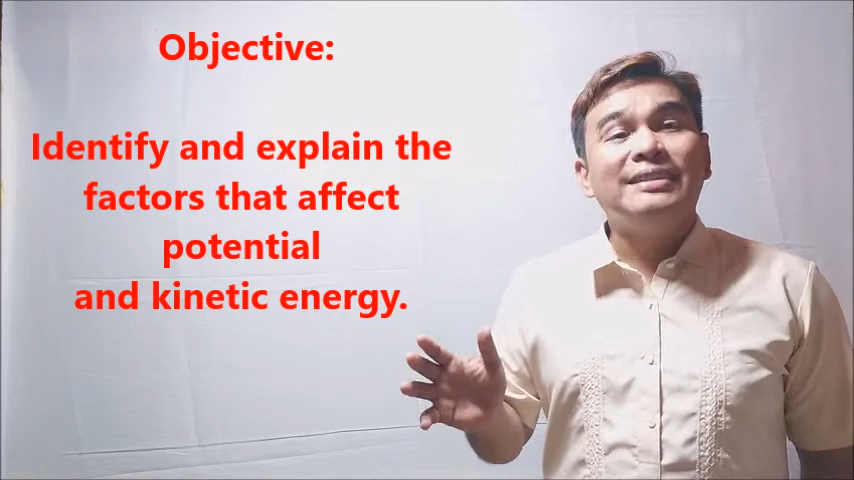 Objective:
Identify and explain the
factors that affect
potential
and kinetic energy.